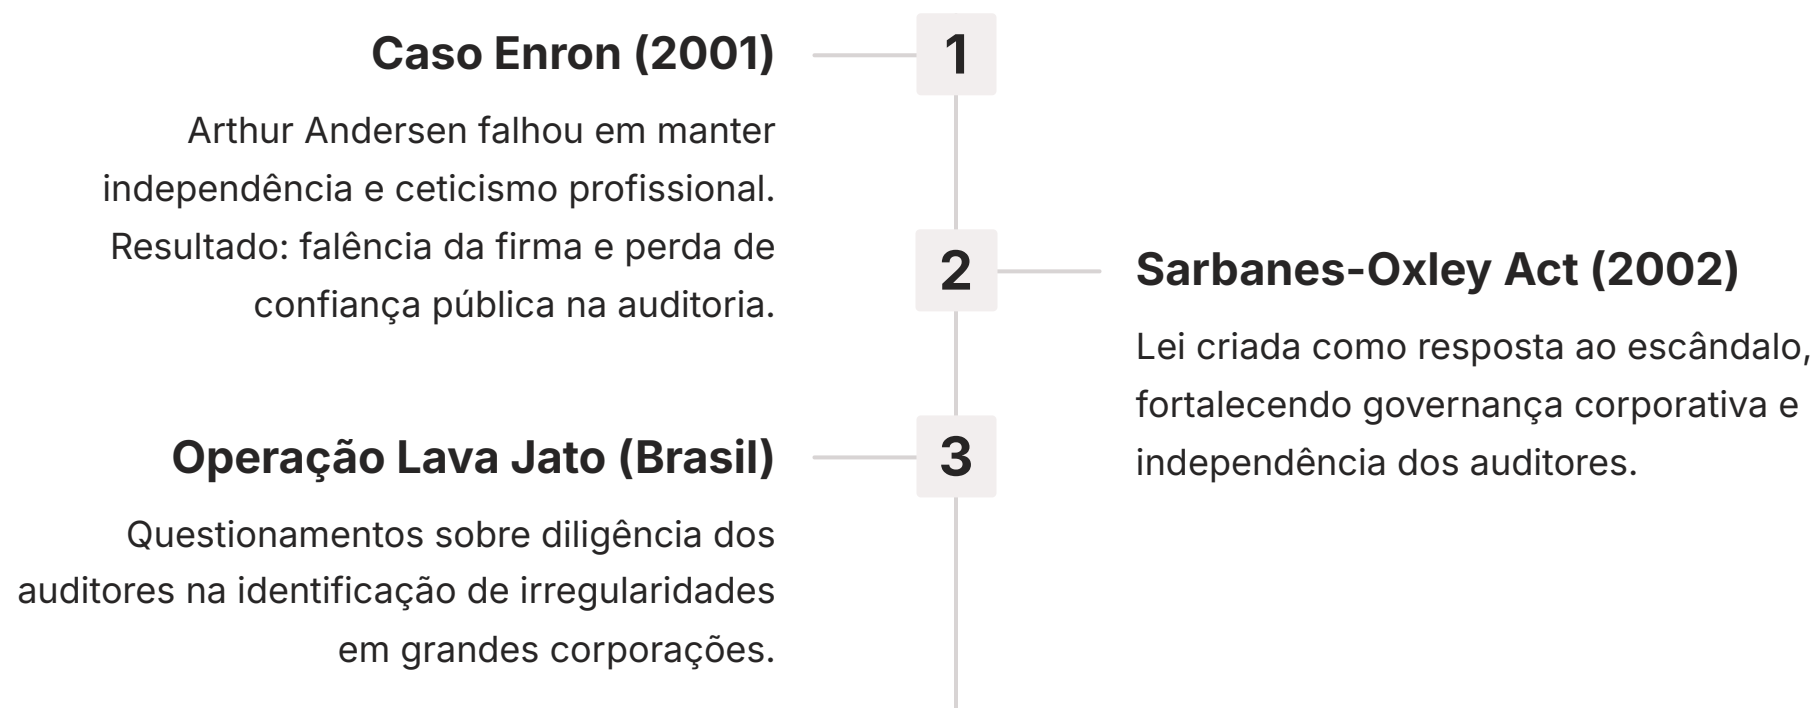 1
Caso Enron (2001)
Arthur Andersen falhou em manter
independência e ceticismo profissional.
Resultado: falência da firma e perda de
confiança pública na auditoria.
2
Sarbanes-Oxley Act (2002)
Lei criada como resposta ao escândalo,
fortalecendo governança corporativa e
independência dos auditores.
3
Operação Lava Jato (Brasil)
Questionamentos sobre diligência dos
auditores na identificação de irregularidades
em grandes corporações.